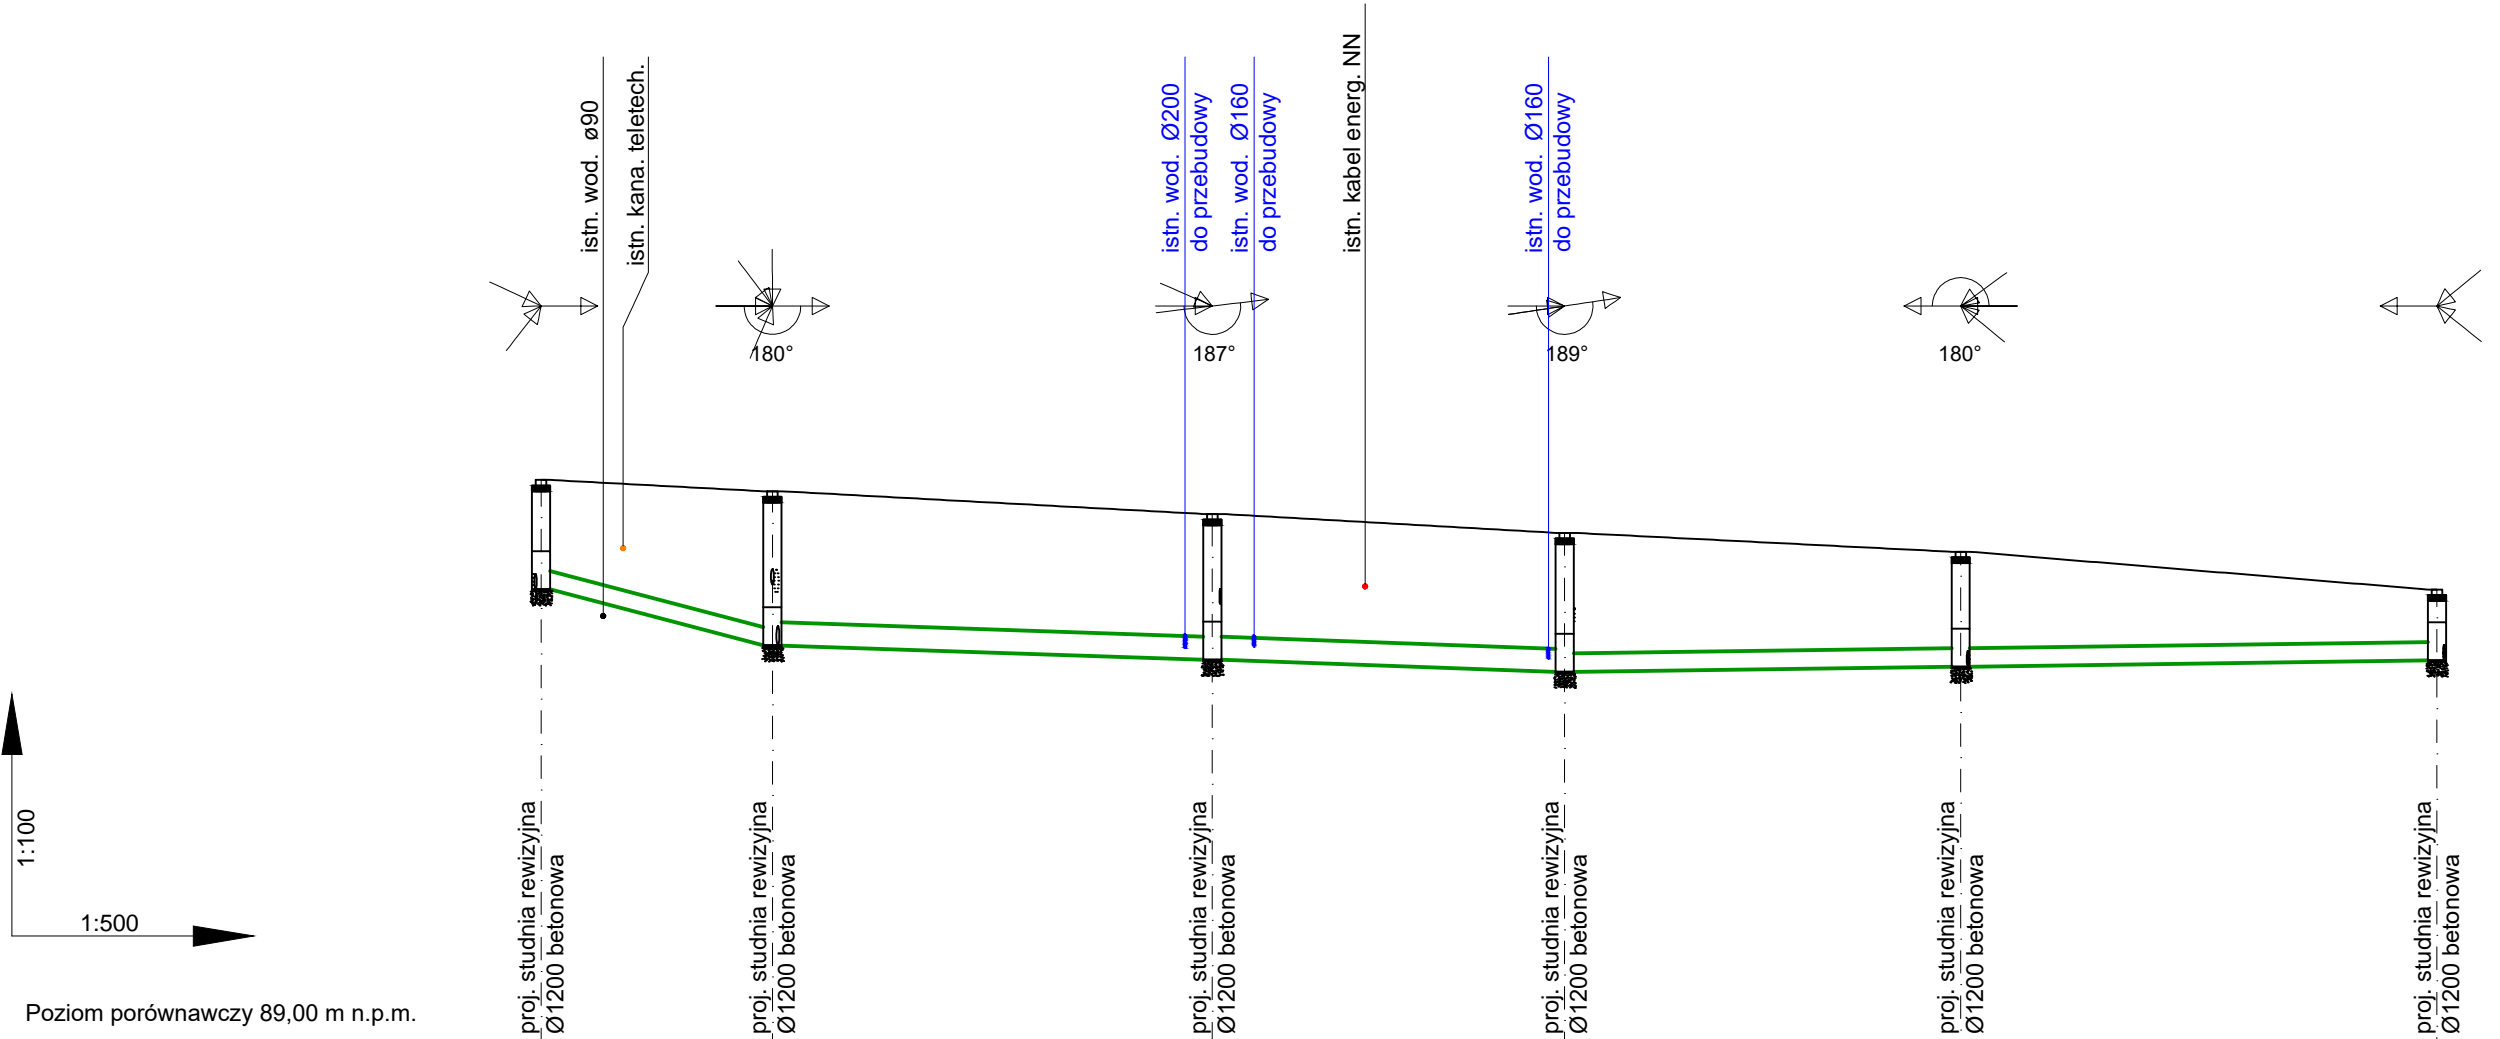 istn. wod. ø90
istn. kana. teletech.
istn. wod. Ø200
do przebudowy
istn. wod. Ø160
do przebudowy
istn. kabel energ. NN
istn. wod. Ø160
do przebudowy
180°
187°
189°
180°
1:100
1:500
Poziom porównawczy 89,00 m n.p.m.
proj. studnia rewizyjna
Ø1200 betonowa
proj. studnia rewizyjna
Ø1200 betonowa
proj. studnia rewizyjna
Ø1200 betonowa
proj. studnia rewizyjna
Ø1200 betonowa
proj. studnia rewizyjna
Ø1200 betonowa
proj. studnia rewizyjna
Ø1200 betonowa